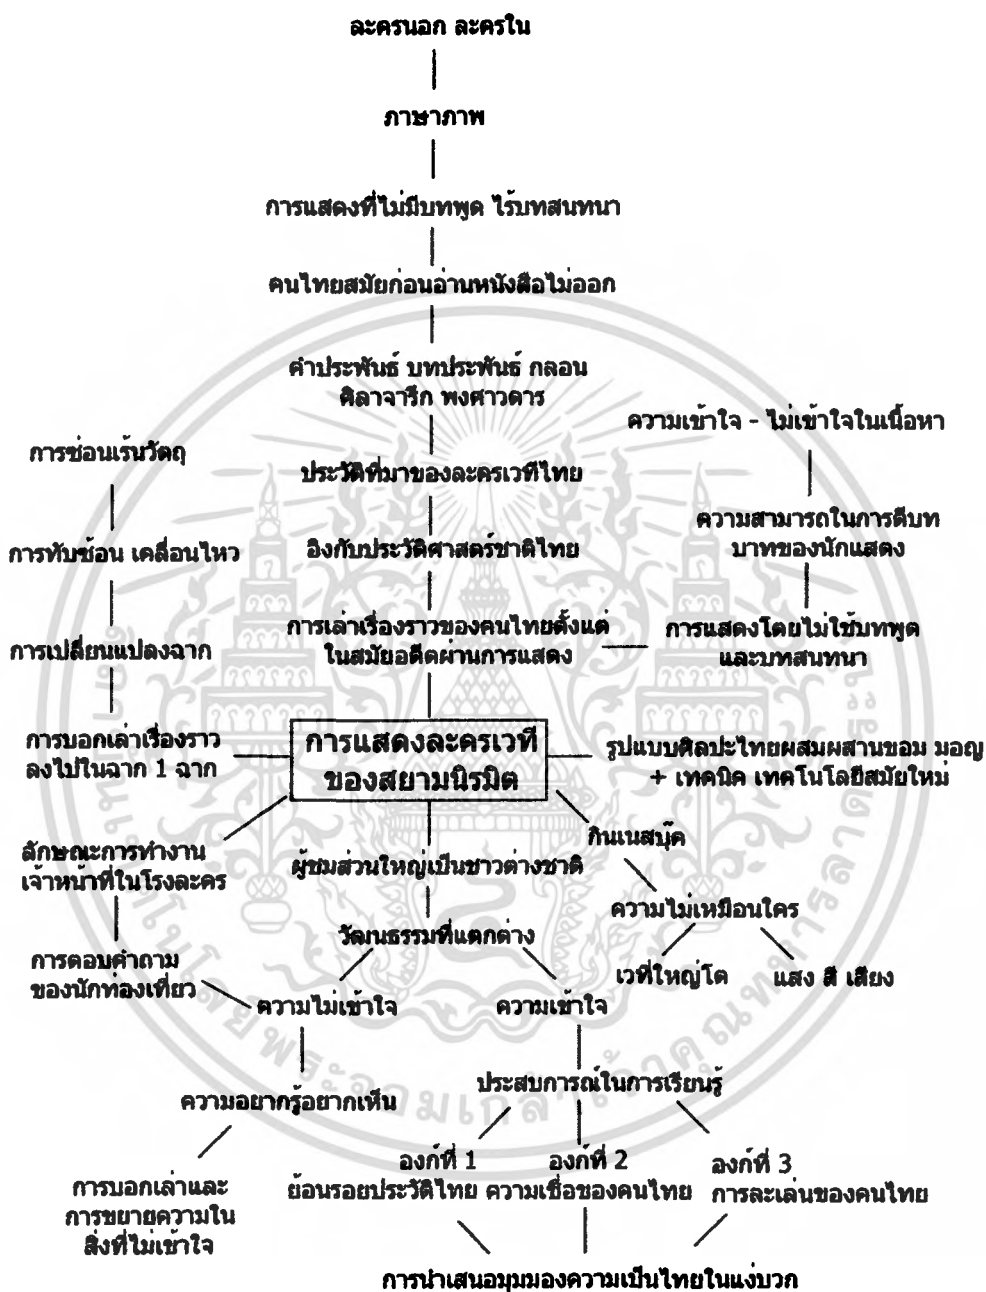 ละครนอก ละครใน
ภาษาภาพ
การแสดงที่ไม่มีบทพูด ไร้บทสนทนา
คนไทยสมัยก่อนอ่านหนังสือไม่ออก
คำประพันธ์ บทประพันธ์ กลอน
ศิลาจารึก พงศาวดาร
ความเข้าใจ - ไม่เข้าใจในเนื้อหา
การซ่อนเร้นวัตถุ
ประวัติที่มาของละครเวทีไทย
ความสามารถในการตีบท
บาทของนักแสดง
การทับซ้อน เคลื่อนไหว
อิงกับประวัติศาสตร์ชาติไทย
การเล่าเรื่องราวของคนไทยตั้งแต่
ในสมัยอดีตผ่านการแสดง
การแสดงโดยไม่ใช้บทพูด
และบทสนทนา
การเปลี่ยนแปลงฉาก
การบอกเล่าเรื่องราว
ลงไปในฉาก 1 ฉาก
การแสดงละครเวที
ของสยามนิรมิต
รูปแบบศิลปะไทยผสมผสานขอม มอญ
+ เทคนิค เทคโนโลยีสมัยใหม่
ลักษณะการทำงาน
เจ้าหน้าที่ในโรงละคร
ผู้ชมส่วนใหญ่เป็นชาวต่างชาติ
กินเนสบุ๊ค
ความไม่เหมือนใคร
วัฒนธรรมที่แตกต่าง
การตอบคำถาม
ของนักท่องเที่ยว
เวทีใหญ่โต
แสง สี เสียง
ความไม่เข้าใจ
ความเข้าใจ
ประสบการณ์ในการเรียนรู้
ความอยากรู้อยากเห็น
องก์ที่ 1
ย้อนรอยประวัติไทย
องก์ที่ 2
ความเชื่อของคนไทย
องก์ที่ 3
การละเล่นของคนไทย
การบอกเล่าและ
การขยายความใน
สิ่งที่ไม่เข้าใจ
การนำเสนอมุมมองความเป็นไทยในแง่บวก